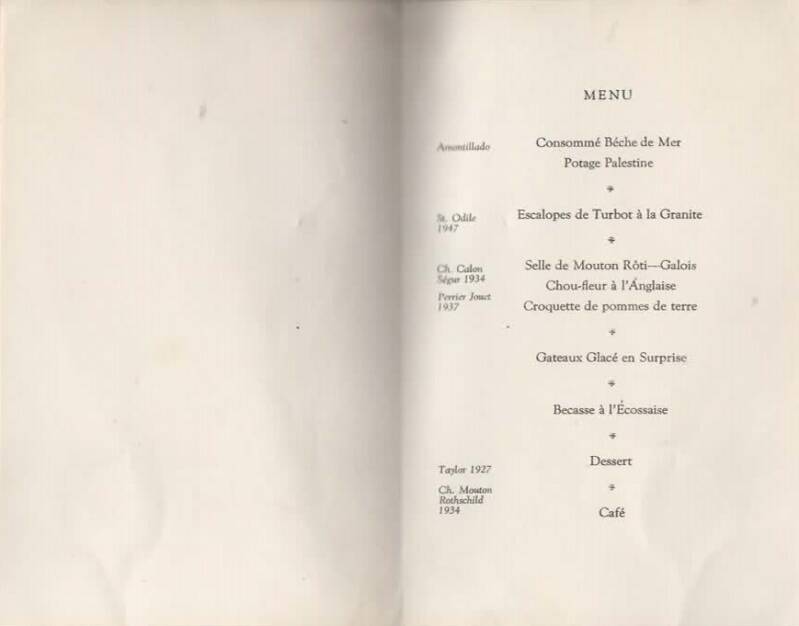 MENU
Amontillado
Consommé Béche de Mer
Potage Palestine
St. Odile
1947
Escalopes de Turbot à la Granite
Ch. Calon
Ségur 1934
Perrier Jouet
1937
Selle de Mouton Rôti—Galois
Chou-fleur à l'Anglaise
Croquette de pommes de terre
Gateaux Glacé en Surprise
Becasse à l'Écossaise
Taylor 1927
Dessert
Ch. Mouton
Rothschild
1934
Café